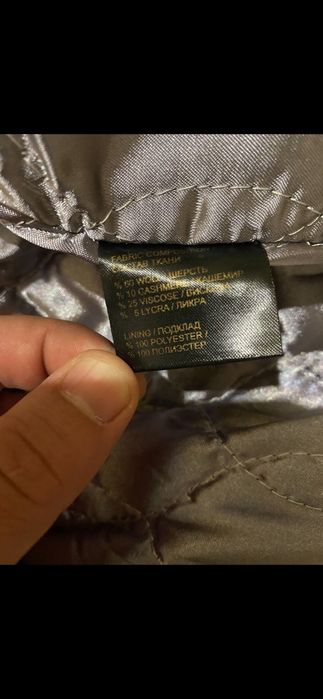 FABRIC COMPOSITION
СОСТАВ ТКАНИ
% 60 WOOL / ШЕРСТЬ
% 10 CASHMERE / КАШЕМИР
% 25 VISCOSE / ВИСКОЗА
% 5 LYCRA / ЛИКРА
LINING / ПОДКЛАД
% 100 POLYESTER /
% 100 ПОЛИЭСТЕР